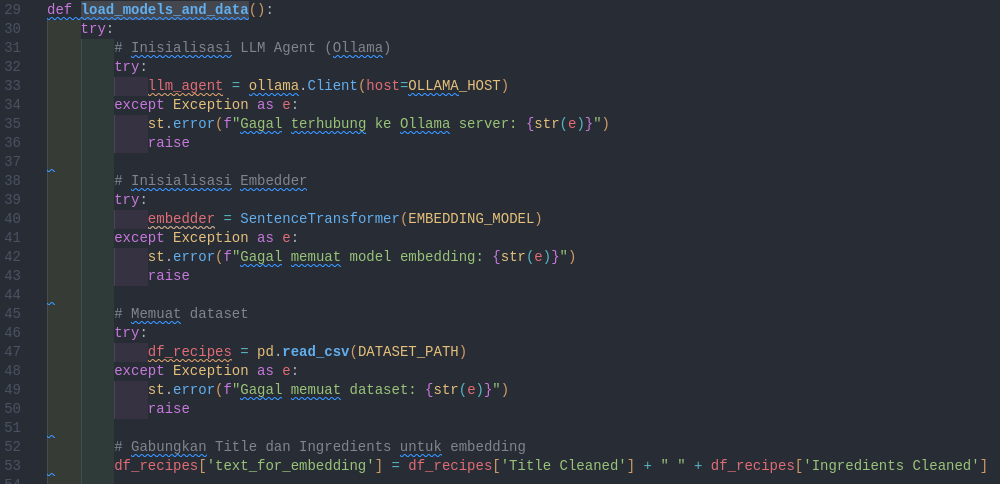 29 def load_models_and_data():
30     try:
31         # Inisialisasi LLM Agent (Ollama)
32         try:
33             llm_agent = ollama.Client(host=OLLAMA_HOST)
34         except Exception as e:
35             st.error(f"Gagal terhubung ke Ollama server: {str(e)}")
36             raise
37
38         # Inisialisasi Embedder
39         try:
40             embedder = SentenceTransformer(EMBEDDING_MODEL)
41         except Exception as e:
42             st.error(f"Gagal memuat model embedding: {str(e)}")
43             raise
44
45         # Memuat dataset
46         try:
47             df_recipes = pd.read_csv(DATASET_PATH)
48         except Exception as e:
49             st.error(f"Gagal memuat dataset: {str(e)}")
50             raise
51
52         # Gabungkan Title dan Ingredients untuk embedding
53         df_recipes['text_for_embedding'] = df_recipes['Title Cleaned'] + " " + df_recipes['Ingredients Cleaned']
54